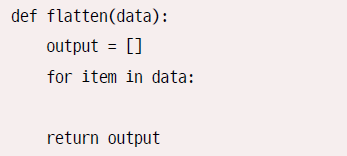 def flatten(data):
    output = []
    for item in data:

    return output